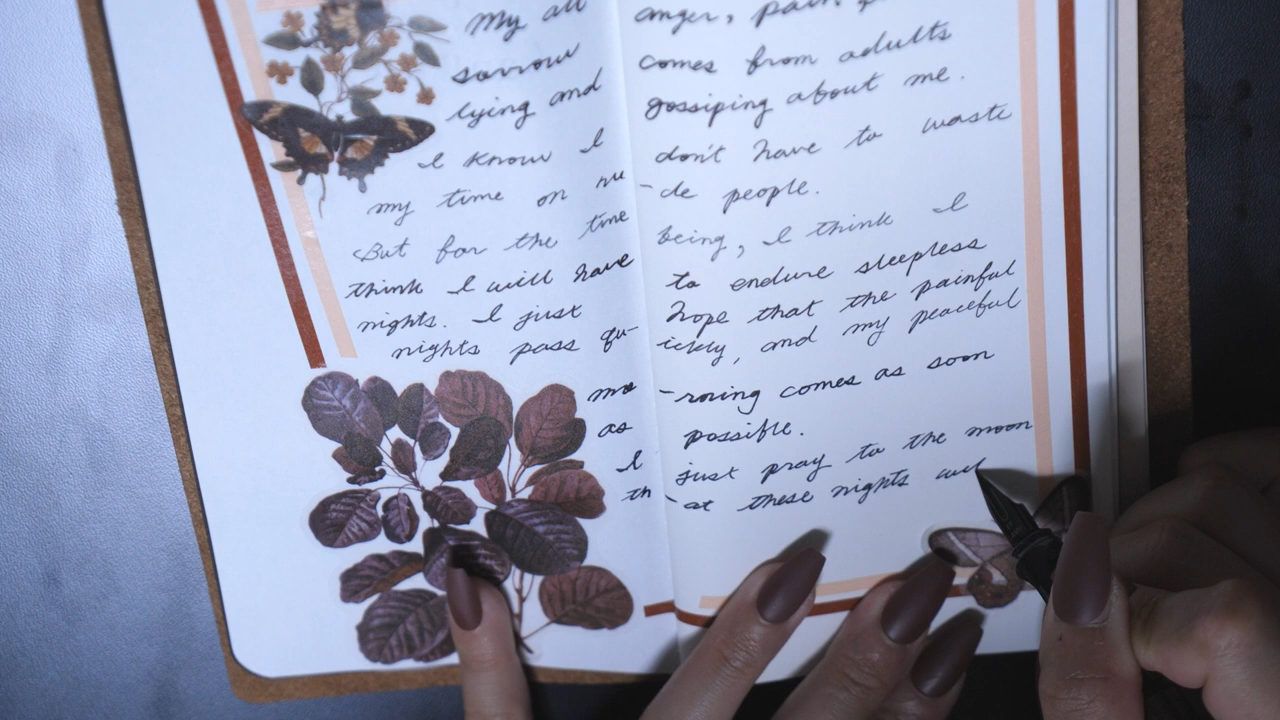 My all anger, pain,
sorrow comes from adults
lying and gossiping about me.
I know I don't have to waste
my time on nu -de people.
But for the time being, I think I
think I will have to endure sleepless
nights. I just hope that the painful
nights pass qu- ickly, and my peaceful
mo -rning comes as soon
as possible.
I just pray to the moon
th -at these nights